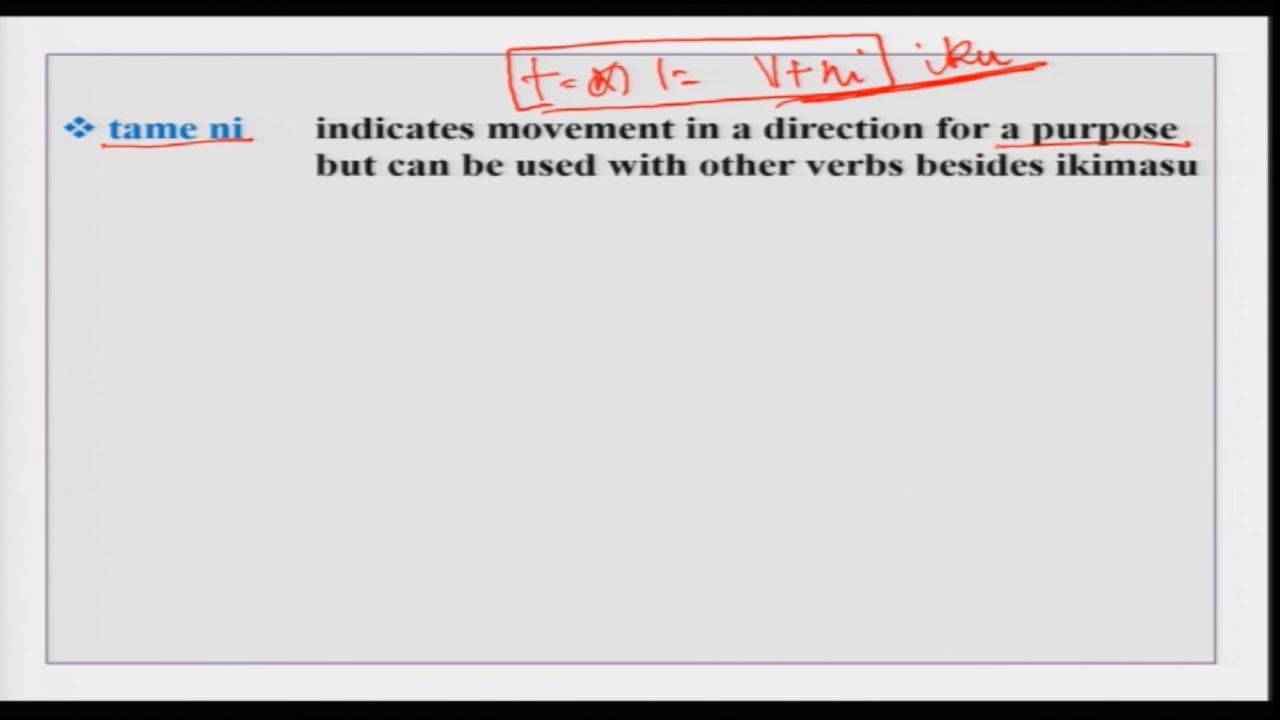 ために V+ni iku
❖ tame ni indicates movement in a direction for a purpose
but can be used with other verbs besides ikimasu